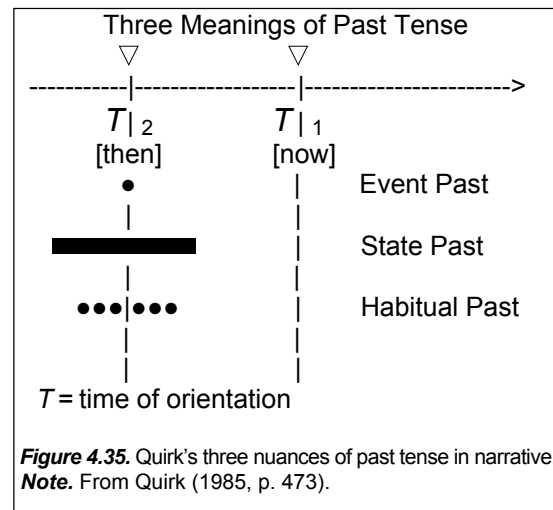 Three Meanings of Past Tense
T| 2 T| 1
[then] [now]
Event Past
State Past
Habitual Past
T = time of orientation
Figure 4.35. Quirk's three nuances of past tense in narrative
Note. From Quirk (1985, p. 473).